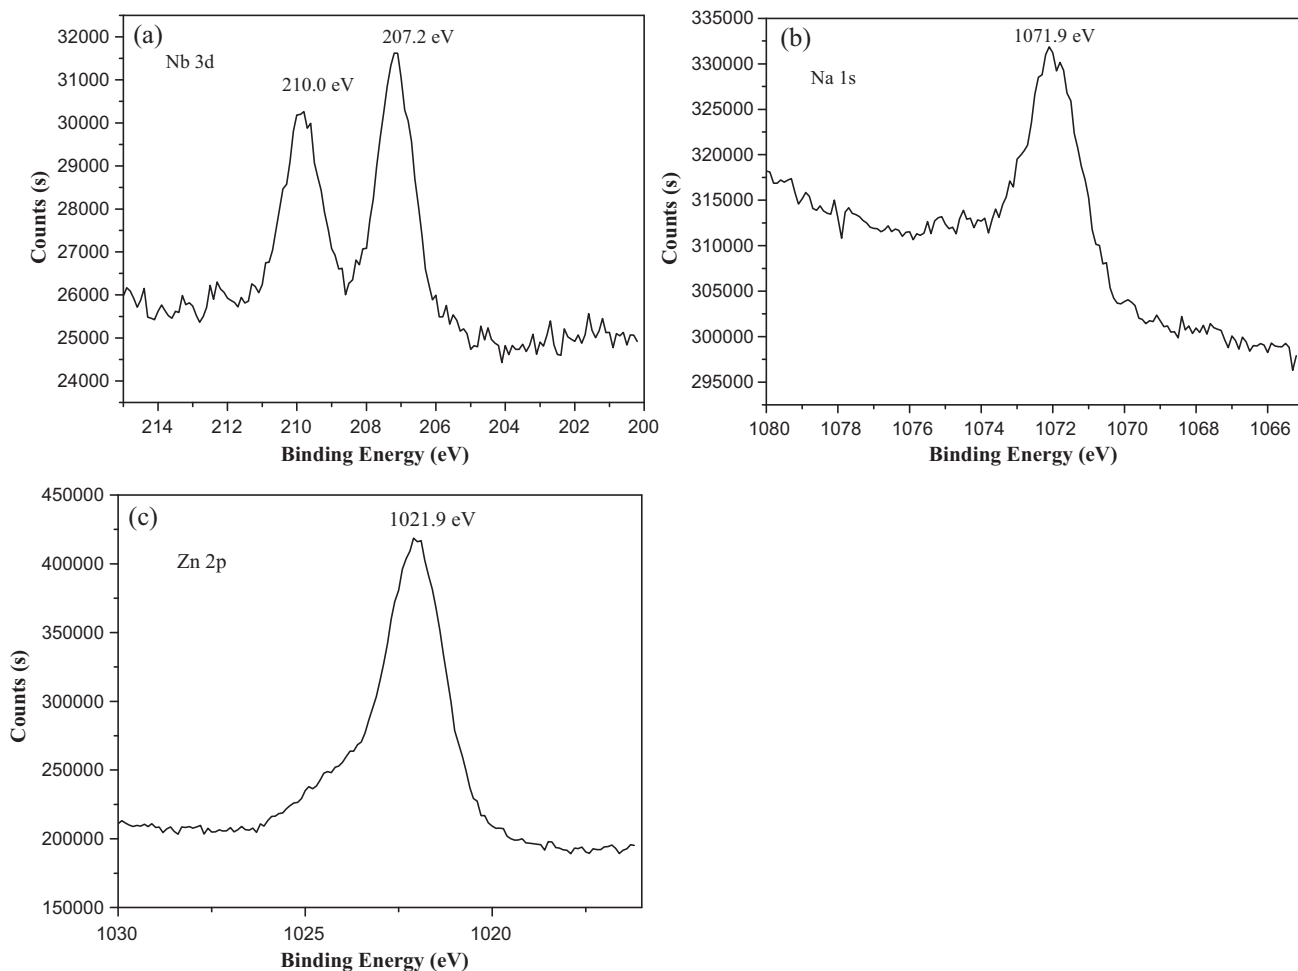 (a)
207.2 eV
Nb 3d
210.0 eV
32000
31000
30000
29000
28000
27000
26000
25000
24000
Counts (s)
214 212 210 208 206 204 202 200
Binding Energy (eV)
(b)
1071.9 eV
Na 1s
335000
330000
325000
320000
315000
310000
305000
300000
295000
Counts (s)
1080 1078 1076 1074 1072 1070 1068 1066
Binding Energy (eV)
(c)
1021.9 eV
Zn 2p
450000
400000
350000
300000
250000
200000
150000
Counts (s)
1030 1025 1020
Binding Energy (eV)